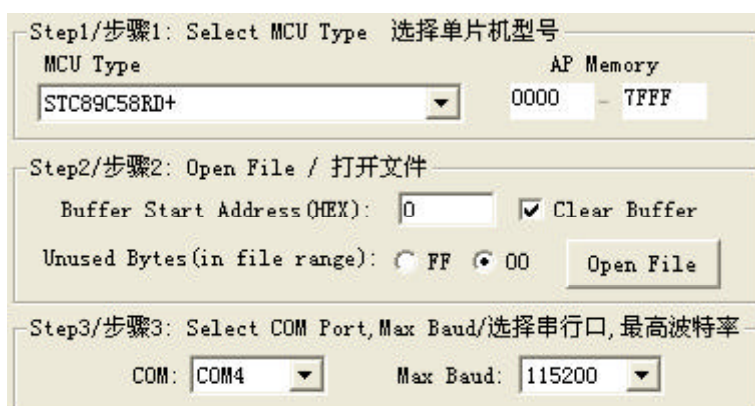 Step1/步骤1: Select MCU Type 选择单片机型号
MCU Type AP Memory
STC89C58RD+ 0000 - 7FFF
Step2/步骤2: Open File / 打开文件
Buffer Start Address(HEX): 0 Clear Buffer
Unused Bytes(in file range): FF 00 Open File
Step3/步骤3: Select COM Port,Max Baud/选择串行口,最高波特率
COM: COM4 Max Baud: 115200